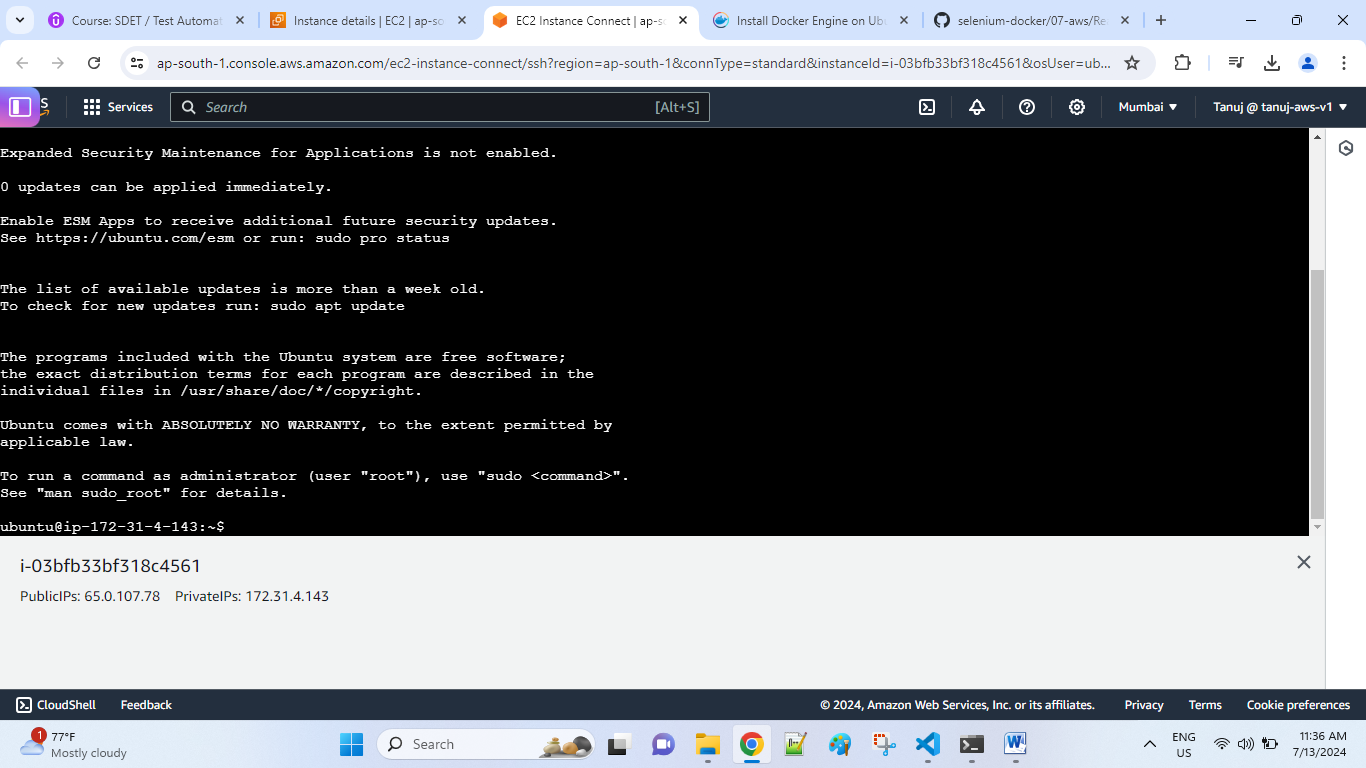 Course: SDET / Test Automat
Instance details | EC2 | ap-so
EC2 Instance Connect | ap-s
Install Docker Engine on Ub
selenium-docker/07-aws/Re
ap-south-1.console.aws.amazon.com/ec2-instance-connect/ssh?region=ap-south-1&connType=standard&instanceId=i-03bfb33bf318c4561&osUser=ub...
Services
Search
[Alt+S]
Mumbai
Tanuj @ tanuj-aws-v1
Expanded Security Maintenance for Applications is not enabled.
0 updates can be applied immediately.
Enable ESM Apps to receive additional future security updates.
See https://ubuntu.com/esm or run: sudo pro status
The list of available updates is more than a week old.
To check for new updates run: sudo apt update
The programs included with the Ubuntu system are free software;
the exact distribution terms for each program are described in the
individual files in /usr/share/doc/*/copyright.
Ubuntu comes with ABSOLUTELY NO WARRANTY, to the extent permitted by
applicable law.
To run a command as administrator (user "root"), use "sudo <command>".
See "man sudo_root" for details.
ubuntu@ip-172-31-4-143:~$
i-03bfb33bf318c4561
PublicIPs: 65.0.107.78 PrivateIPs: 172.31.4.143
CloudShell
Feedback
© 2024, Amazon Web Services, Inc. or its affiliates.
Privacy
Terms
Cookie preferences
1
77°F
Mostly cloudy
Search
ENG
US
11:36 AM
7/13/2024